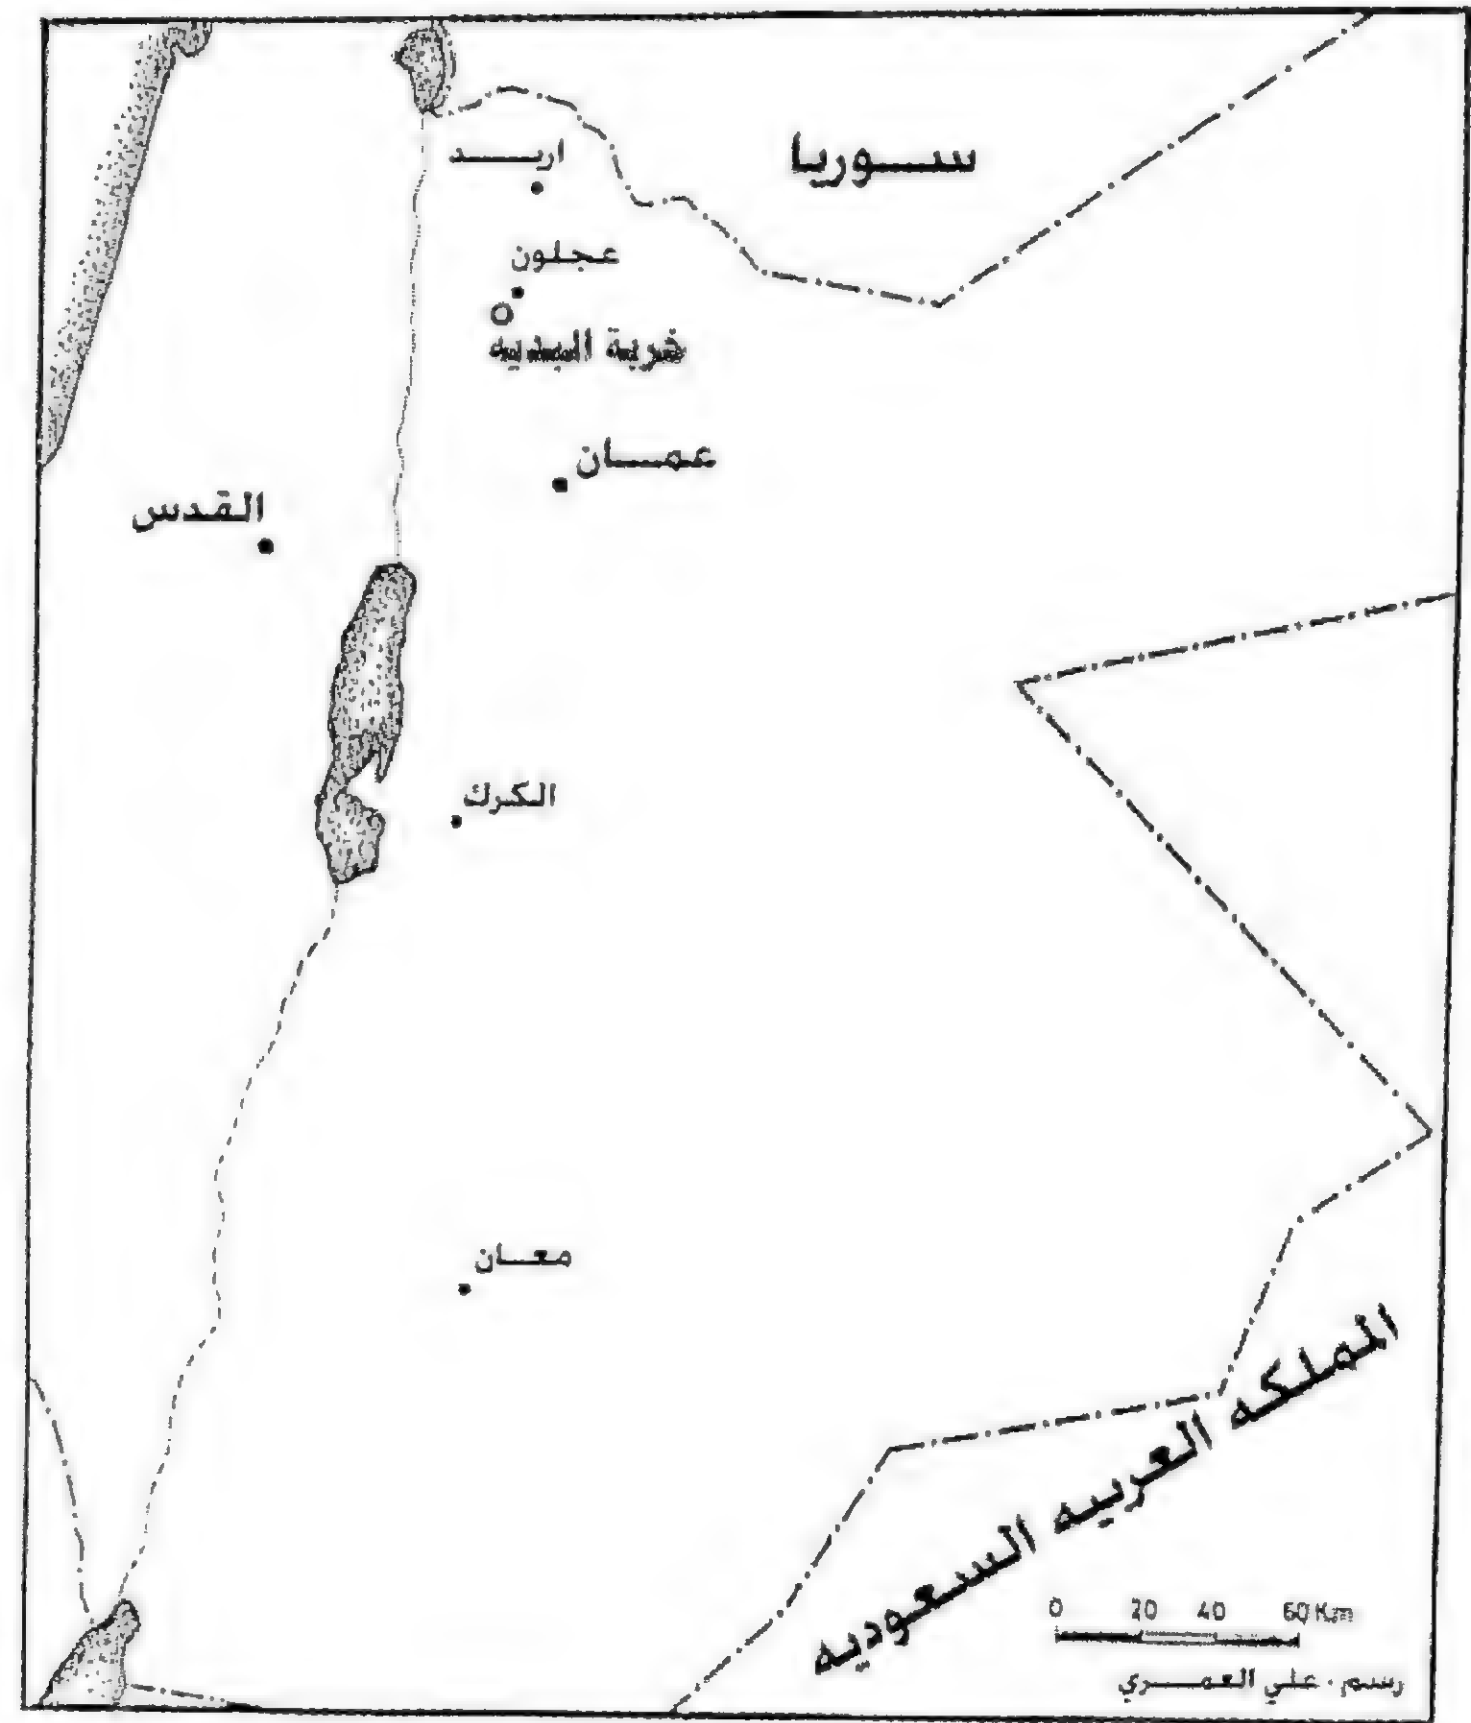 سوريا
اربد
عجلون
خربة البديه
عمان
القدس
الكرك
معان
المملكه العربيه السعوديه
0 20 40 60 Km
رسم . علي العمري